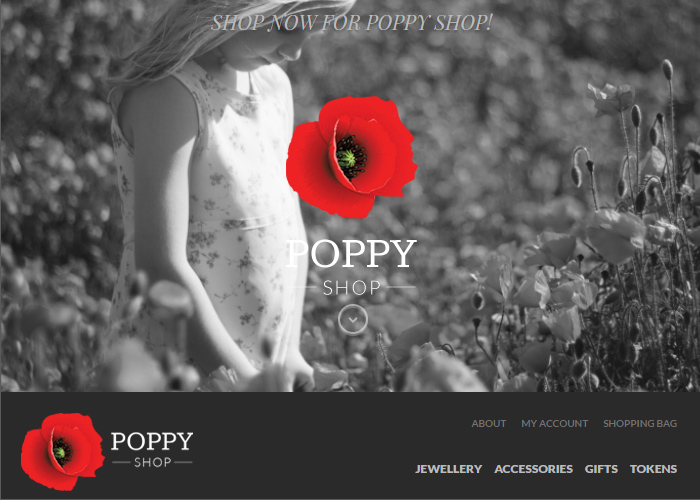 SHOP NOW FOR POPPY SHOP!
POPPY
SHOP
POPPY
SHOP
ABOUT MY ACCOUNT SHOPPING BAG
JEWELLERY ACCESSORIES GIFTS TOKENS